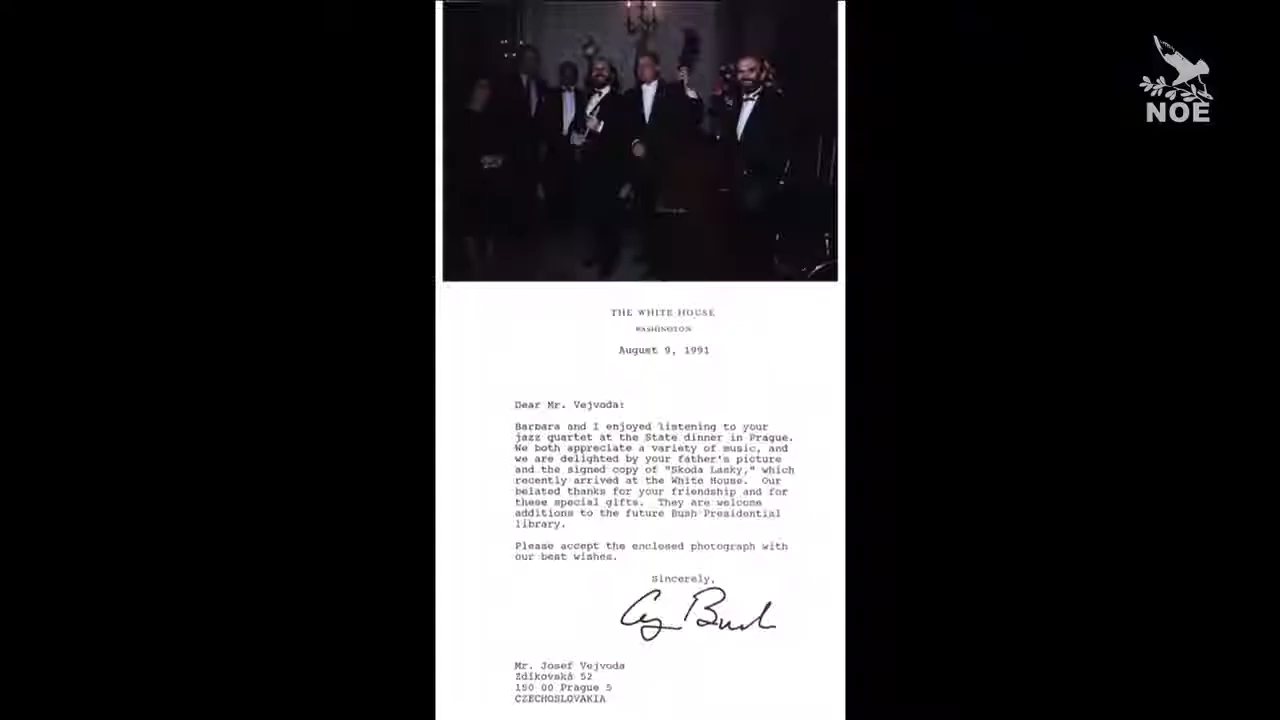 NOE
THE WHITE HOUSE
WASHINGTON
August 9, 1991
Dear Mr. Vejvoda:
Barbara and I enjoyed listening to your
jazz quartet at the State dinner in Prague.
We both appreciate a variety of music, and
we are delighted by your father's picture
and the signed copy of "Skoda Lasky," which
recently arrived at the White House. Our
belated thanks for your friendship and for
these special gifts. They are welcome
additions to the future Bush Presidential
library.
Please accept the enclosed photograph with
our best wishes.
Sincerely,
G Bush
Mr. Josef Vejvoda
Zdíkovská 52
150 00 Prague 5
CZECHOSLOVAKIA